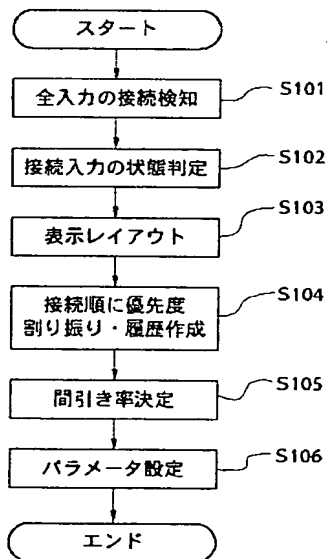 スタート
全入力の接続検知
S101
接続入力の状態判定
S102
表示レイアウト
S103
接続順に優先度
割り振り・履歴作成
S104
間引き率決定
S105
パラメータ設定
S106
エンド